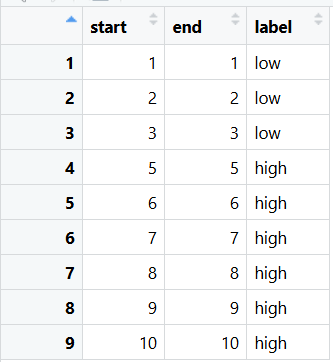 start end label
1 1 1 low
2 2 2 low
3 3 3 low
4 5 5 high
5 6 6 high
6 7 7 high
7 8 8 high
8 9 9 high
9 10 10 high